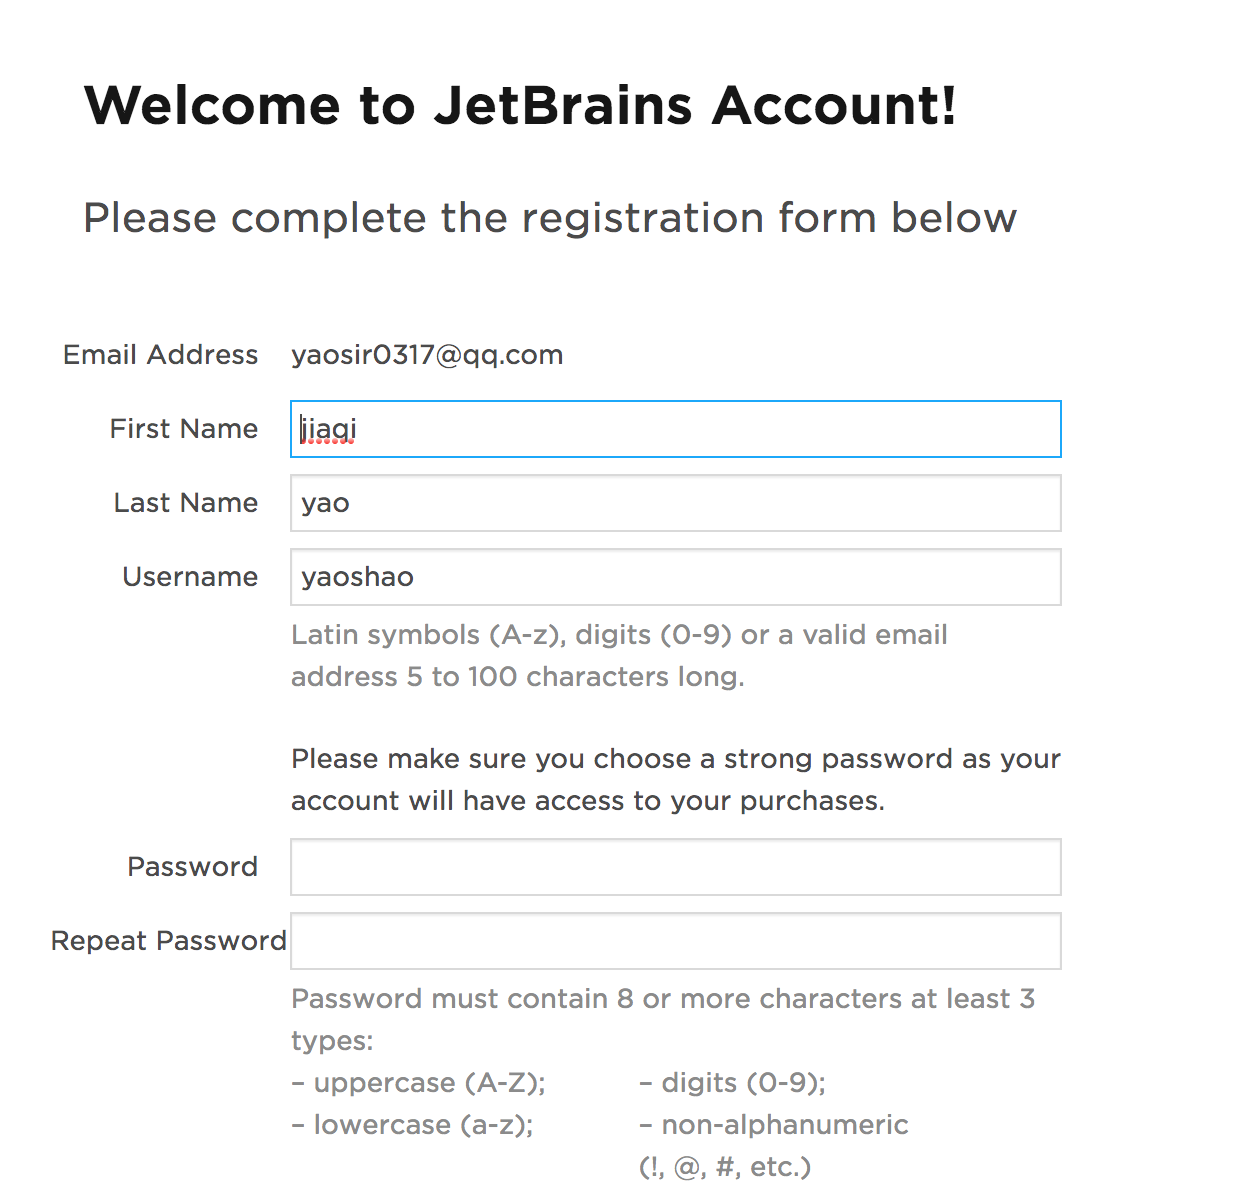 Welcome to JetBrains Account!
Please complete the registration form below
Email Address yaosir0317@qq.com
First Name jiaqi
Last Name yao
Username yaoshao
Latin symbols (A-z), digits (0-9) or a valid email
address 5 to 100 characters long.
Please make sure you choose a strong password as your
account will have access to your purchases.
Password
Repeat Password
Password must contain 8 or more characters at least 3
types:
– uppercase (A-Z); – digits (0-9);
– lowercase (a-z); – non-alphanumeric
(!, @, #, etc.)